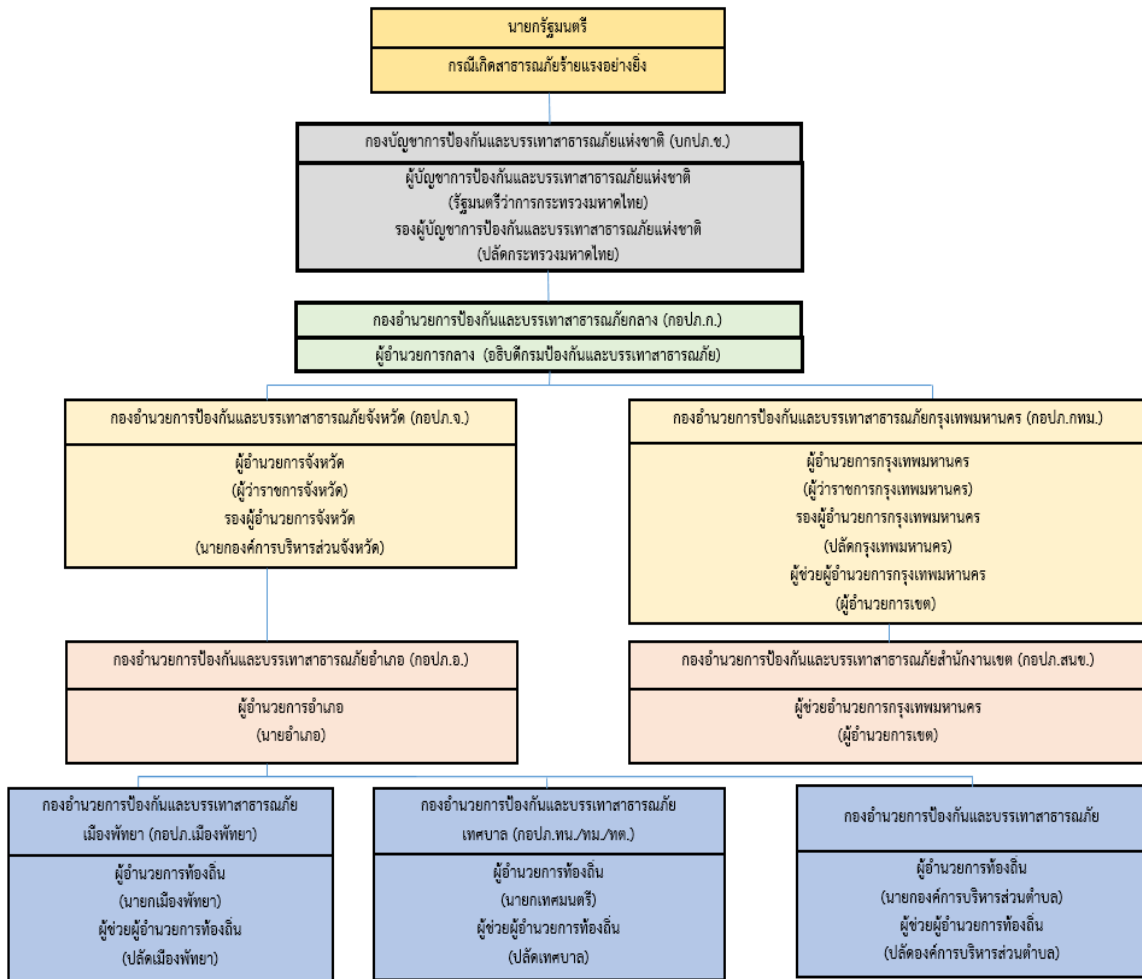 นายกรัฐมนตรี
กรณีเกิดสาธารณภัยร้ายแรงอย่างยิ่ง
กองบัญชาการป้องกันและบรรเทาสาธารณภัยแห่งชาติ (บกปภ.ช.)
ผู้บัญชาการป้องกันและบรรเทาสาธารณภัยแห่งชาติ
(รัฐมนตรีว่าการกระทรวงมหาดไทย)
รองผู้บัญชาการป้องกันและบรรเทาสาธารณภัยแห่งชาติ
(ปลัดกระทรวงมหาดไทย)
กองอำนวยการป้องกันและบรรเทาสาธารณภัยกลาง (กอปภ.ก.)
ผู้อำนวยการกลาง (อธิบดีกรมป้องกันและบรรเทาสาธารณภัย)
กองอำนวยการป้องกันและบรรเทาสาธารณภัยจังหวัด (กอปภ.จ.)
ผู้อำนวยการจังหวัด
(ผู้ว่าราชการจังหวัด)
รองผู้อำนวยการจังหวัด
(นายกองค์การบริหารส่วนจังหวัด)
กองอำนวยการป้องกันและบรรเทาสาธารณภัยกรุงเทพมหานคร (กอปภ.กทม.)
ผู้อำนวยการกรุงเทพมหานคร
(ผู้ว่าราชการกรุงเทพมหานคร)
รองผู้อำนวยการกรุงเทพมหานคร
(ปลัดกรุงเทพมหานคร)
ผู้ช่วยผู้อำนวยการกรุงเทพมหานคร
(ผู้อำนวยการเขต)
กองอำนวยการป้องกันและบรรเทาสาธารณภัยอำเภอ (กอปภ.อ.)
ผู้อำนวยการอำเภอ
(นายอำเภอ)
กองอำนวยการป้องกันและบรรเทาสาธารณภัยสำนักงานเขต (กอปภ.สนข.)
ผู้ช่วยอำนวยการกรุงเทพมหานคร
(ผู้อำนวยการเขต)
กองอำนวยการป้องกันและบรรเทาสาธารณภัย
เมืองพัทยา (กอปภ.เมืองพัทยา)
ผู้อำนวยการท้องถิ่น
(นายกเมืองพัทยา)
ผู้ช่วยผู้อำนวยการท้องถิ่น
(ปลัดเมืองพัทยา)
กองอำนวยการป้องกันและบรรเทาสาธารณภัย
เทศบาล (กอปภ.ทน./ทม./ทต.)
ผู้อำนวยการท้องถิ่น
(นายกเทศมนตรี)
ผู้ช่วยผู้อำนวยการท้องถิ่น
(ปลัดเทศบาล)
กองอำนวยการป้องกันและบรรเทาสาธารณภัย
ผู้อำนวยการท้องถิ่น
(นายกองค์การบริหารส่วนตำบล)
ผู้ช่วยผู้อำนวยการท้องถิ่น
(ปลัดองค์การบริหารส่วนตำบล)